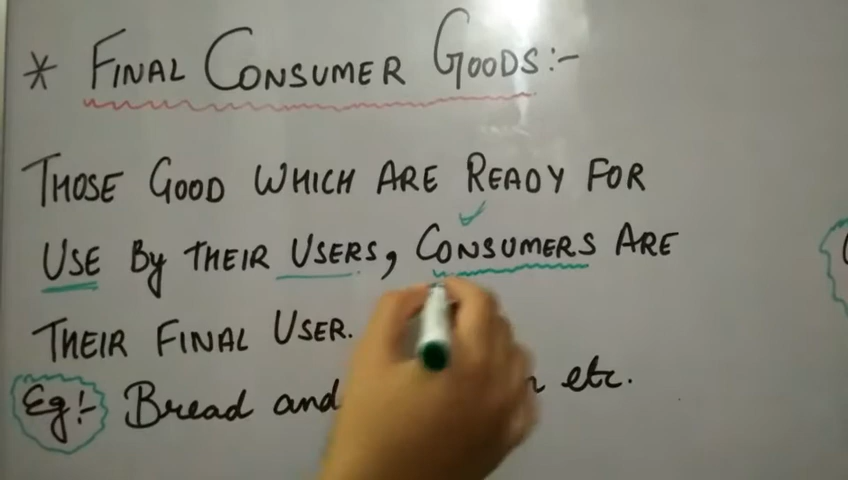 * FINAL CONSUMER GOODS:-
THOSE GOOD WHICH ARE READY FOR
USE BY THEIR USERS, CONSUMERS ARE
THEIR FINAL USER.
Eg:- Bread and etc.